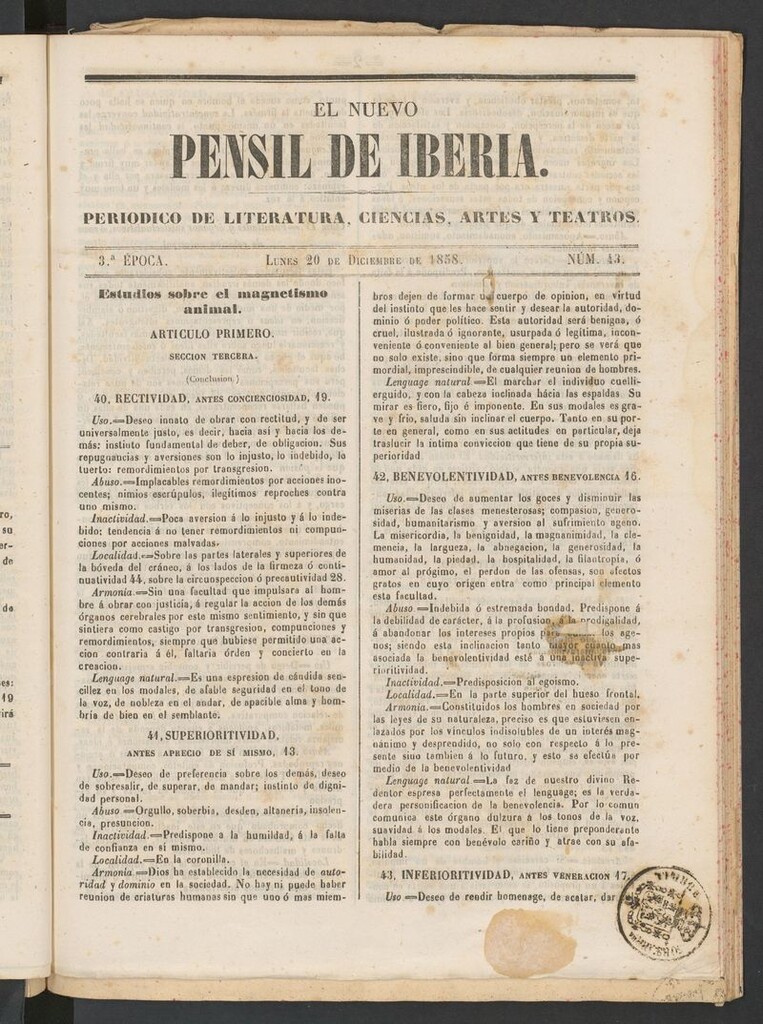 EL NUEVO
PENSIL DE IBERIA.
PERIODICO DE LITERATURA, CIENCIAS, ARTES Y TEATROS.
3.ª ÉPOCA. LUNES 20 DE DICIEMBRE DE 1858. NÚM. 43.
Estudios sobre el magnetismo
animal.
ARTICULO PRIMERO.
SECCION TERCERA.
(Conclusion.)
40, RECTIVIDAD, ANTES CONCIENCIOSIDAD, 19.
Uso.=Deseo innato de obrar con rectitud, y de ser
universalmente justo, es decir, hácia así y hácia los de-
más: instiuto fundamental de deber, de obligacion. Sus
repugnancias y aversiones son lo injusto, lo indebido, lo
tuerto: remordimientos por transgresion.
Abuso.=Implacables remordimientos por acciones ino-
centes; nimios escrúpulos, ilegítimos reproches contra
uno mismo.
Inactividad.=Poca aversion á lo injusto y á lo inde-
bido; tendencia á no tener remordimientos ni compun-
ciones por acciones malvadas.
Localidad.=Sobre las partes laterales y superiores de
la bóveda del cráneo, á los lados de la firmeza ó conti-
nuatividad 44, sobre la circunspeccion ó precautividad 28.
Armonía.=Sin una facultad que impulsara al hom-
bre á obrar con justicia, á regular la accion de los demás
órganos cerebrales por este mismo sentimiento, y sin que
sintiera como castigo por transgresion, compunciones y
remordimientos, siempre que hubiese permitido una ac-
cion contraria á él, faltaria órden y concierto en la
creacion.
Lenguage natural.=Es una espresion de cándida sen-
cillez en los modales, de afable seguridad en el tono de
la voz, de nobleza en el andar, de apacible alma y hom-
bría de bien en el semblante.
41, SUPERIORITIVIDAD,
ANTES APRECIO DE SÍ MISMO, 13.
Uso.=Deseo de preferencia sobre los demás, deseo
de sobresalir, de superar, de mandar; instinto de digni-
dad personal.
Abuso =Orgullo, soberbia, desden, altanería, insolen-
cia, presuncion.
Inactividad.=Predispone a la humildad, á la falta
de confianza en si mismo.
Localidad.=En la coronilla.
Armonía.=Dios ha establecido la necesidad de auto-
ridad y dominio en la sociedad. No hay ni puede haber
reunion de criaturas humanas sin que uno ó mas miem-
bros dejen de formar un cuerpo de opinion, en virtud
del instinto que les hace sentir y desear la autoridad, do-
minio ó poder político. Esta autoridad será benigna, ó
cruel, ilustrada ó ignorante, usurpada ó legítima, incon-
veniente ó conveniente al bien general; pero se verá que
no solo existe, sino que forma siempre un elemento pri-
mordial, imprescindible, de cualquier reunion de hombres.
Lenguage natural.=El marchar el individuo cuelli-
erguido, y con la cabeza inclinada hácia las espaldas Su
mirar es fiero, fijo é imponente. En sus modales es gra-
ve y frio, saluda sin inclinar el cuerpo. Tanto en su por-
te en general, como en sus actitudes en particular, deja
traslucir la intima conviccion que tiene de su propia su-
perioridad
42, BENEVOLENTIVIDAD, ANTES BENEVOLENCIA 16.
Uso.=Deseo de aumentar los goces y disminuir las
miserias de las clases menesterosas; compasion, genero-
sidad, humanitarismo y aversion al sufrimiento ageno.
La misericordia, la benignidad, la magnanimidad, la cle-
mencia, la largueza, la abnegacion, la generosidad, la
humanidad, la piedad, la hospitalidad, la filantropía, ó
amor al prógimo, el perdon de las ofensas, son efectos
gratos en cuyo origen entra como principal elemento
esta facultad.
Abuso =Indebida ó estremada bondad. Predispone á
la debilidad de carácter, á la profusion, á la prodigalidad,
á abandonar los intereses propios los age-
nos; siendo esta inclinacion tanto mayor cuanto mas
asociada la benevolentividad esté á una inactiva supe-
rioritividad.
Inactividad.=Predisposicion al egoismo.
Localidad.=En la parte superior del hueso frontal.
Armonía.=Constituidos los hombres en sociedad por
las leyes de su naturaleza, preciso es que estuviesen en-
lazados por los vínculos indisolubles de un interés mag-
nánimo y desprendido, no solo con respecto á lo pre-
sente sino tambien á lo futuro, y esto se efectúa por
medio de la benevolentividad
Lenguage natural =La faz de nuestro divino Re-
dentor espresa perfectamente el lenguage; es la verda-
dera personificacion de la benevolencia. Por lo comun
comunica este órgano dulzura á los tonos de la voz,
suavidad á los modales. El que lo tiene preponderante
habla siempre con benévolo cariño y atrae con su afa-
bilidad.
43, INFERIORITIVIDAD, ANTES VENERACION 17.
Uso =Deseo de rendir homenage, de acatar, dar